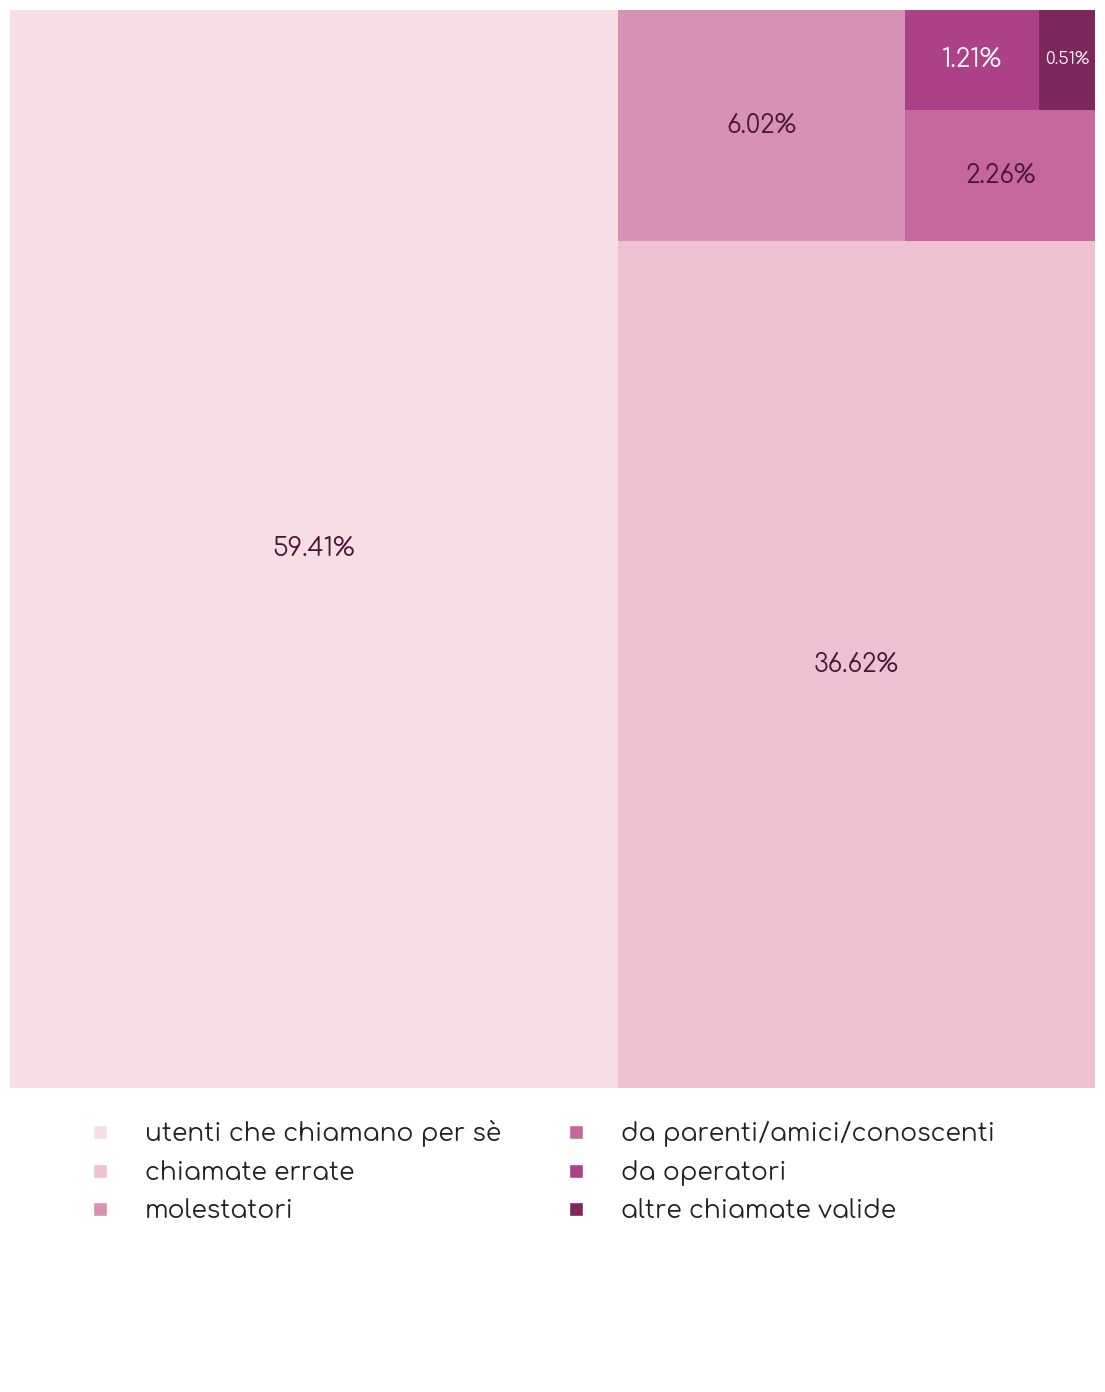 1.21%
0.51%
6.02%
2.26%
59.41%
36.62%
utenti che chiamano per sè
chiamate errate
molestatori
da parenti/amici/conoscenti
da operatori
altre chiamate valide